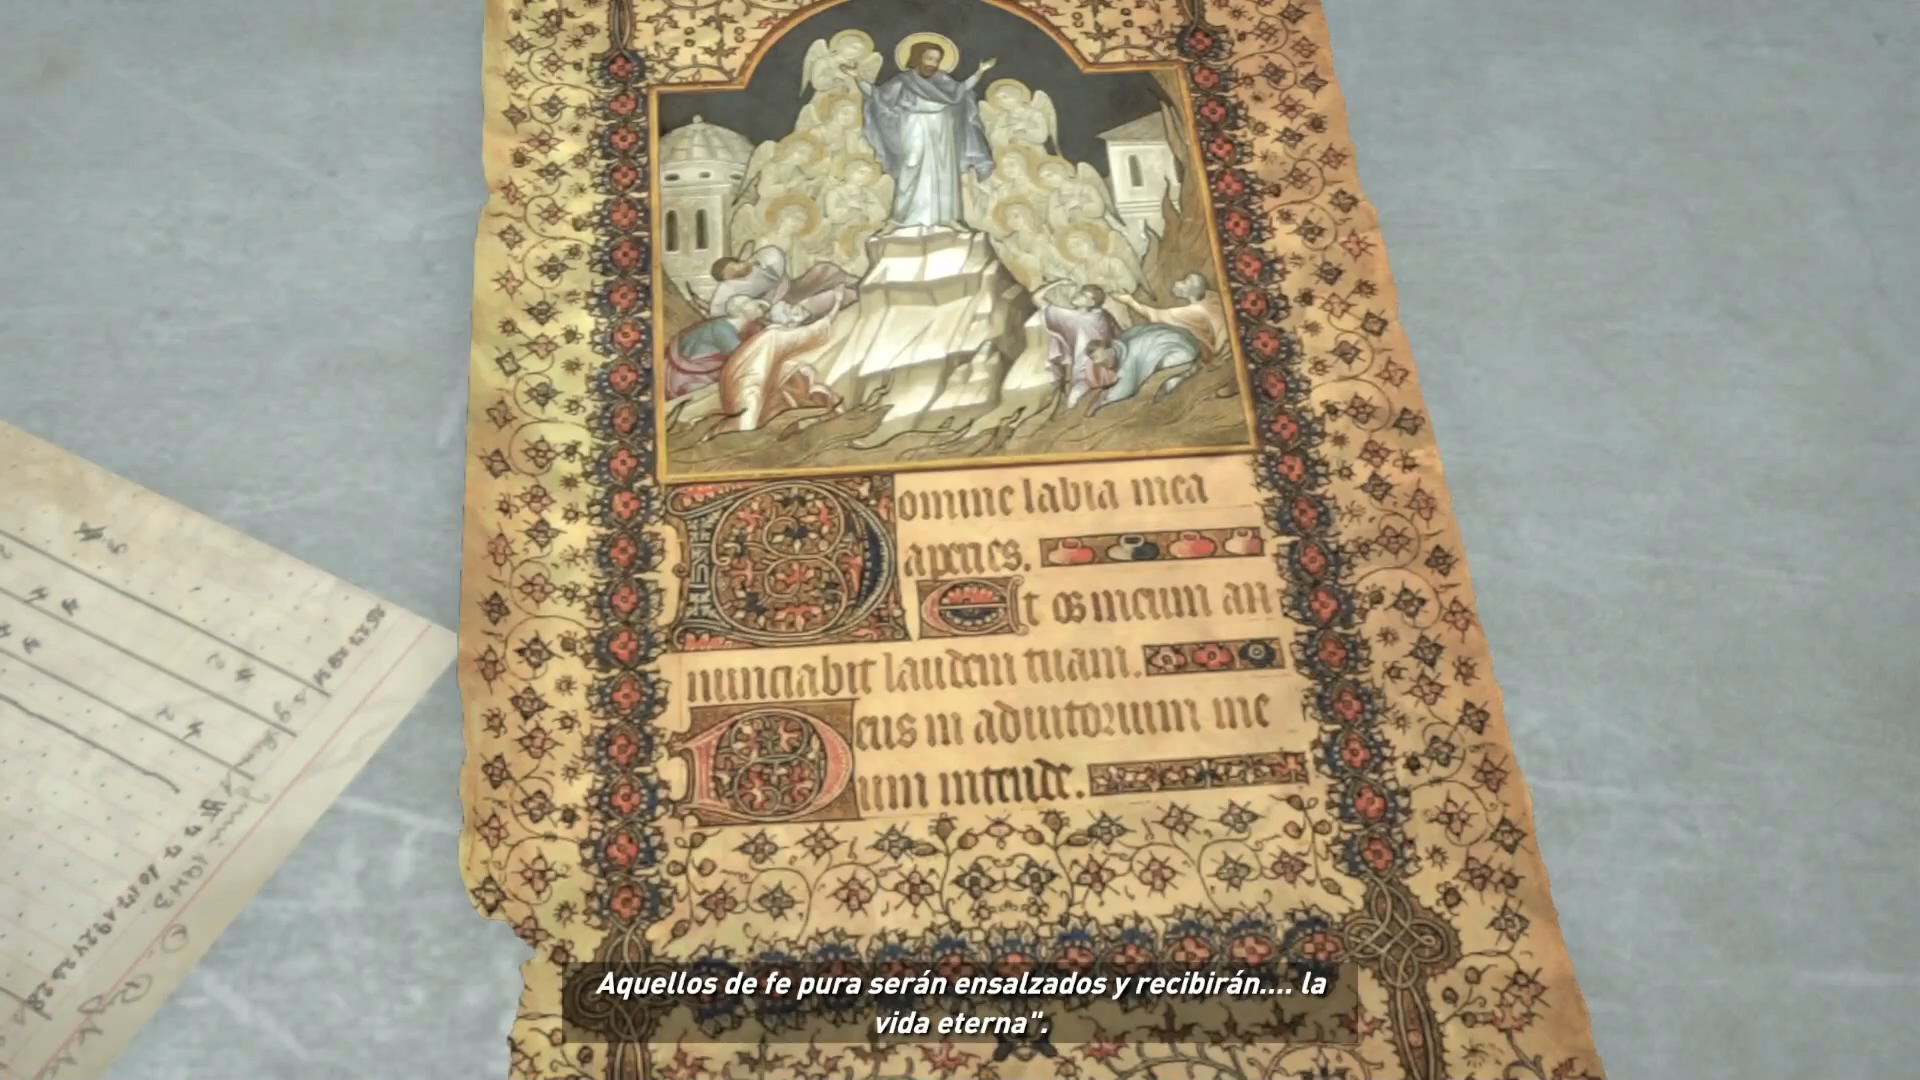 Domine labia mea
aperies.
Et os meum an
nunciabit laudem tuam.
Deus in adiutorium me
um intende.
Aquellos de fe pura serán ensalzados y recibirán.... la
vida eterna".